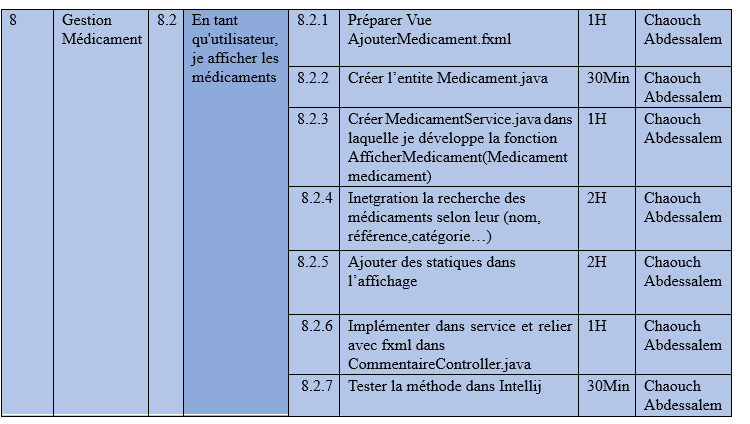 8
Gestion
Médicament
8.2
En tant
qu'utilisateur,
je afficher les
médicaments
8.2.1
Préparer Vue
AjouterMedicament.fxml
1H
Chaouch
Abdessalem
8.2.2
Créer l'entite Medicament.java
30Min
Chaouch
Abdessalem
8.2.3
Créer MedicamentService.java dans
laquelle je développe la fonction
AfficherMedicament(Medicament
medicament)
1H
Chaouch
Abdessalem
8.2.4
Inetgration la recherche des
médicaments selon leur (nom,
référence,catégorie…)
2H
Chaouch
Abdessalem
8.2.5
Ajouter des statiques dans
l'affichage
2H
Chaouch
Abdessalem
8.2.6
Implémenter dans service et relier
avec fxml dans
CommentaireController.java
1H
Chaouch
Abdessalem
8.2.7
Tester la méthode dans Intellij
30Min
Chaouch
Abdessalem